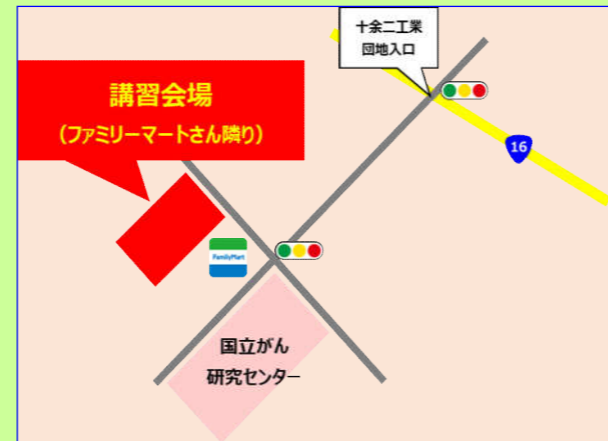 十余二工業
団地入口
講習会場
（ファミリーマートさん隣り）
16
FamilyMart
国立がん
研究センター